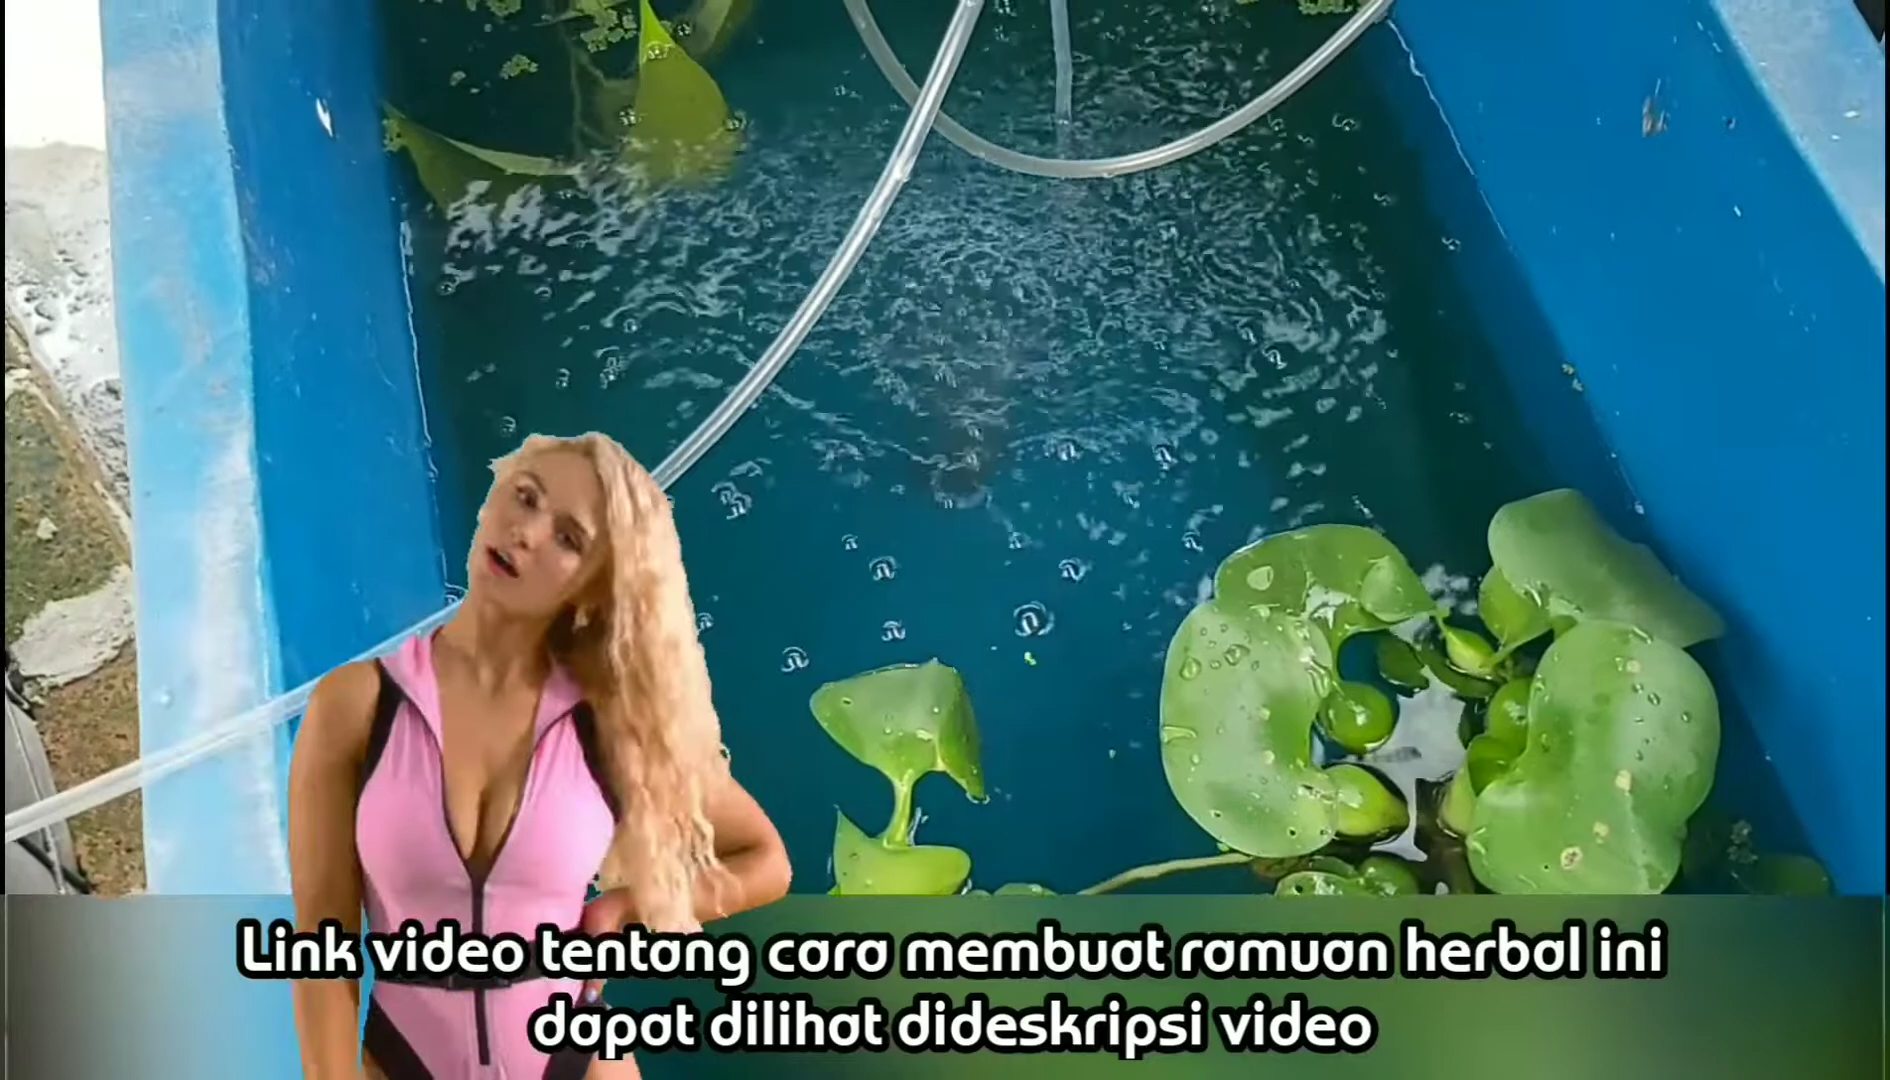 Link video tentang cara membuat ramuan herbal ini
dapat dilihat dideskripsi video